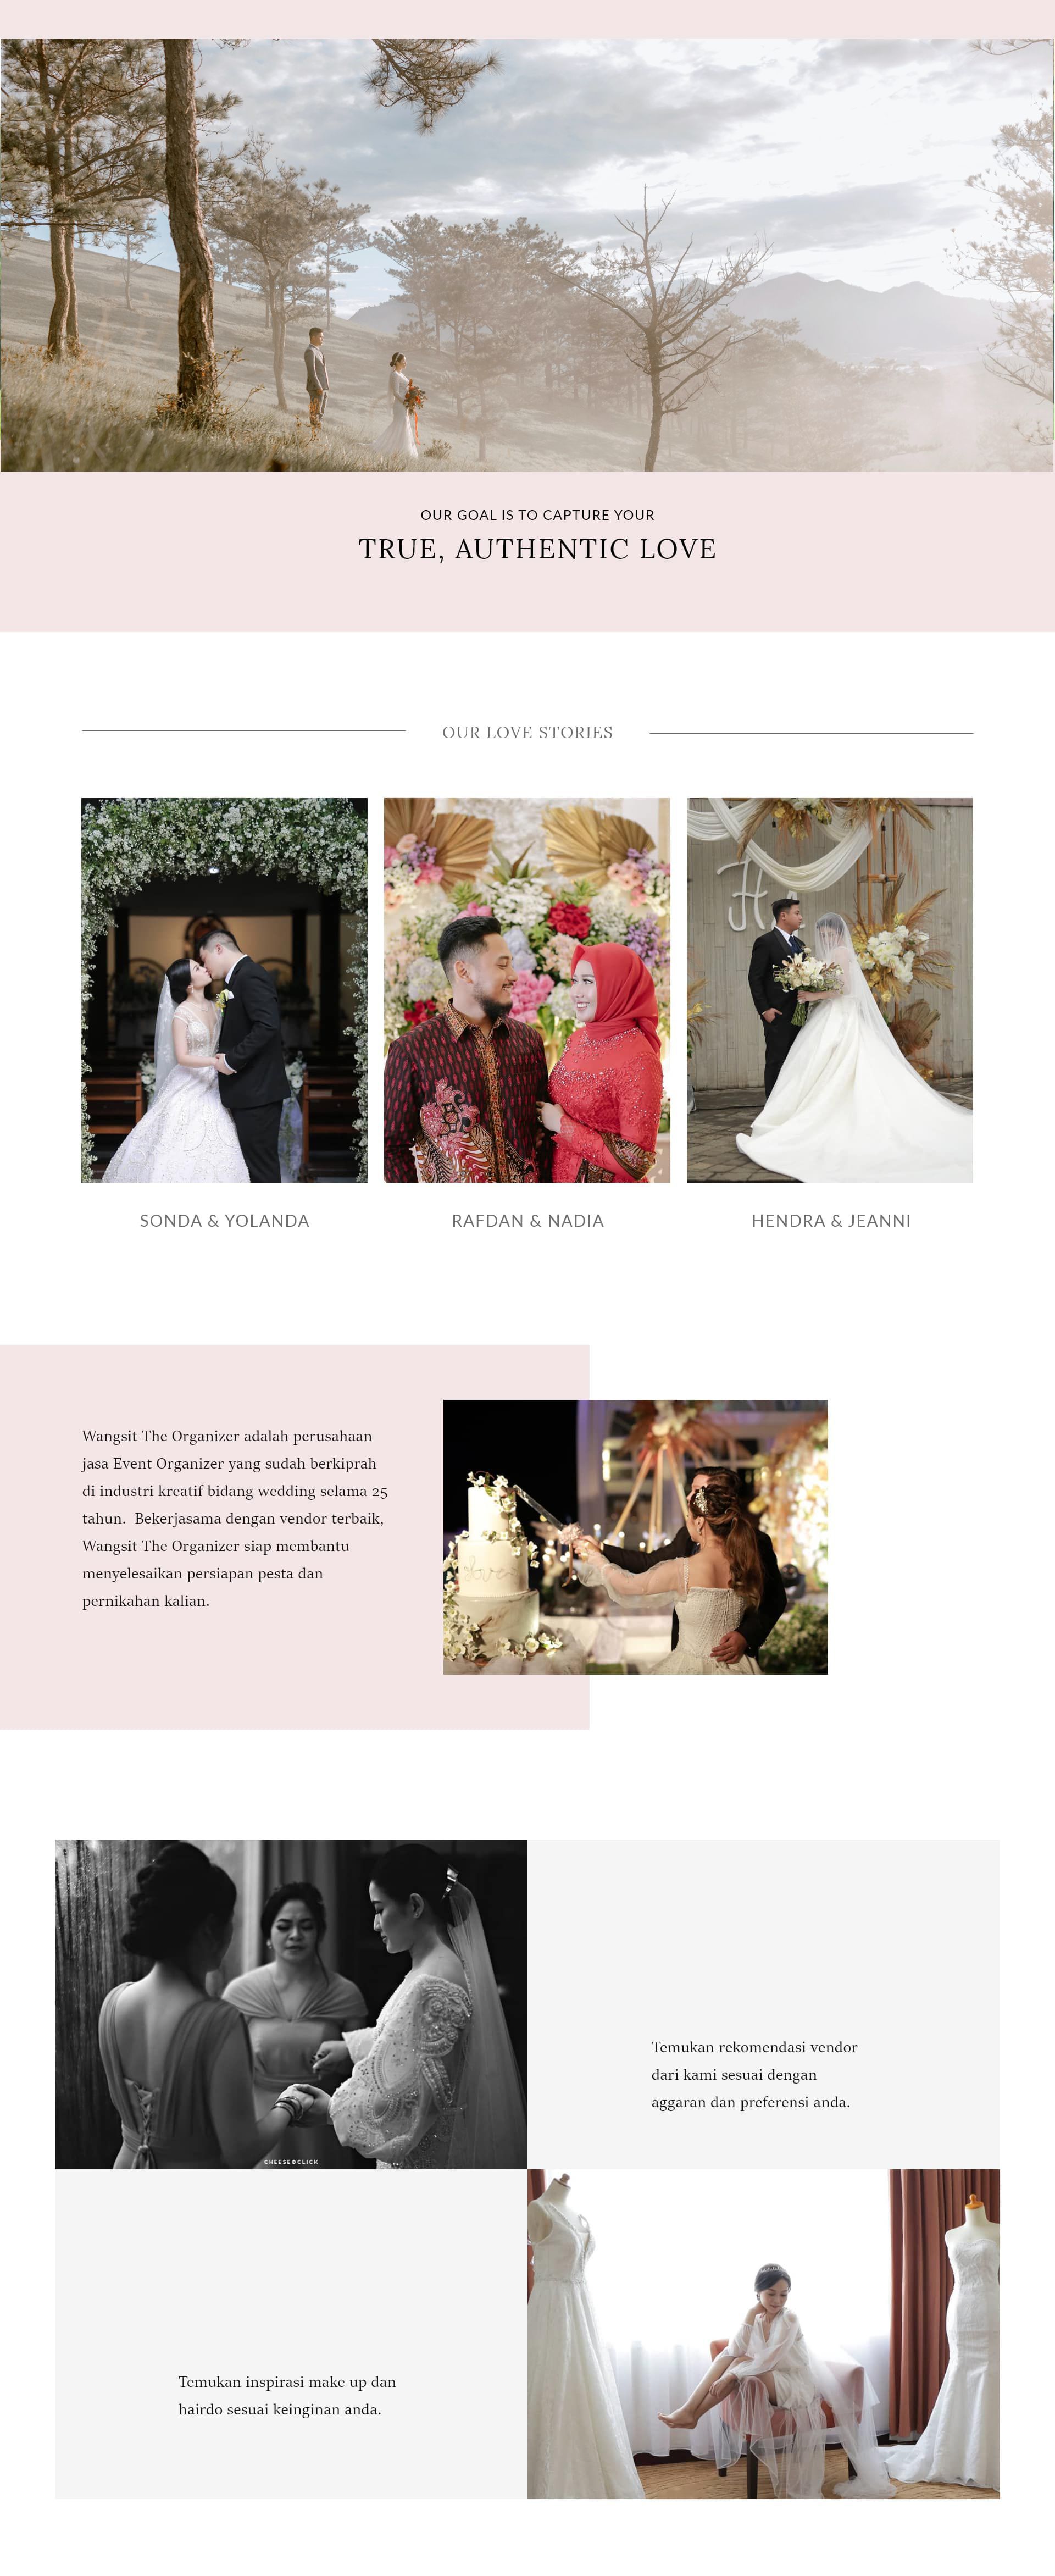 OUR GOAL IS TO CAPTURE YOUR
TRUE, AUTHENTIC LOVE
OUR LOVE STORIES
SONDA & YOLANDA
RAFDAN & NADIA
HENDRA & JEANNI
Wangsit The Organizer adalah perusahaan
jasa Event Organizer yang sudah berkiprah
di industri kreatif bidang wedding selama 25
tahun.  Bekerjasama dengan vendor terbaik,
Wangsit The Organizer siap membantu
menyelesaikan persiapan pesta dan
pernikahan kalian.
CHEESE&CLICK
Temukan rekomendasi vendor
dari kami sesuai dengan
aggaran dan preferensi anda.
Temukan inspirasi make up dan
hairdo sesuai keinginan anda.